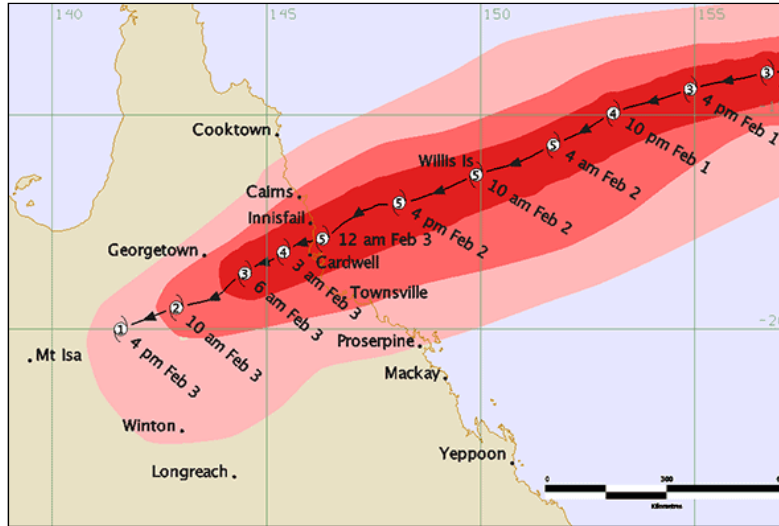 140
145
150
155
3
3
4 pm Feb 1
4
10 pm Feb 1
Cooktown
5
4 am Feb 2
Willis Is
5
10 am Feb 2
Cairns
5
4 pm Feb 2
Innisfail
5
12 am Feb 3
Georgetown
4
3 am Feb 3
Cardwell
3
6 am Feb 3
Townsville
2
10 am Feb 3
1
4 pm Feb 3
-20
Proserpine
Mt Isa
Mackay
Winton
Yeppoon
Longreach
0
300
6
Kilometres